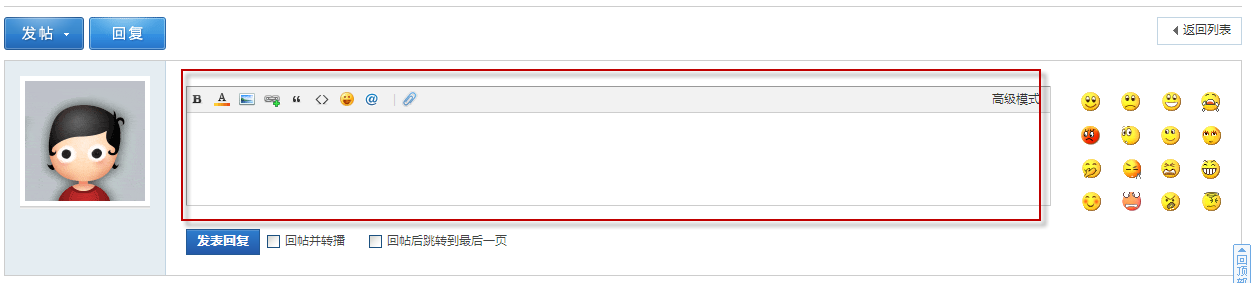 发帖
回复
返回列表
B A “ <> @
高级模式
发表回复
回帖并转播
回帖后跳转到最后一页
回顶部